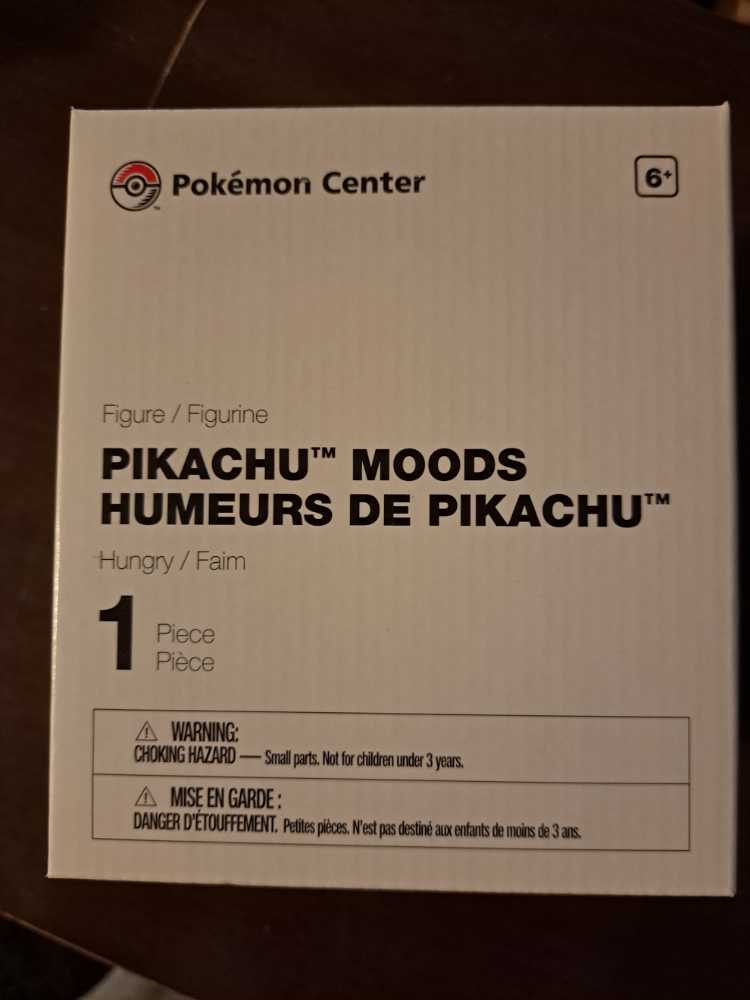 Pokémon Center
6+
Figure / Figurine
PIKACHU™ MOODS
HUMEURS DE PIKACHU™
Hungry / Faim
1 Piece
Pièce
⚠ WARNING:
CHOKING HAZARD — Small parts. Not for children under 3 years.
⚠ MISE EN GARDE :
DANGER D'ÉTOUFFEMENT. Petites pièces. N'est pas destiné aux enfants de moins de 3 ans.